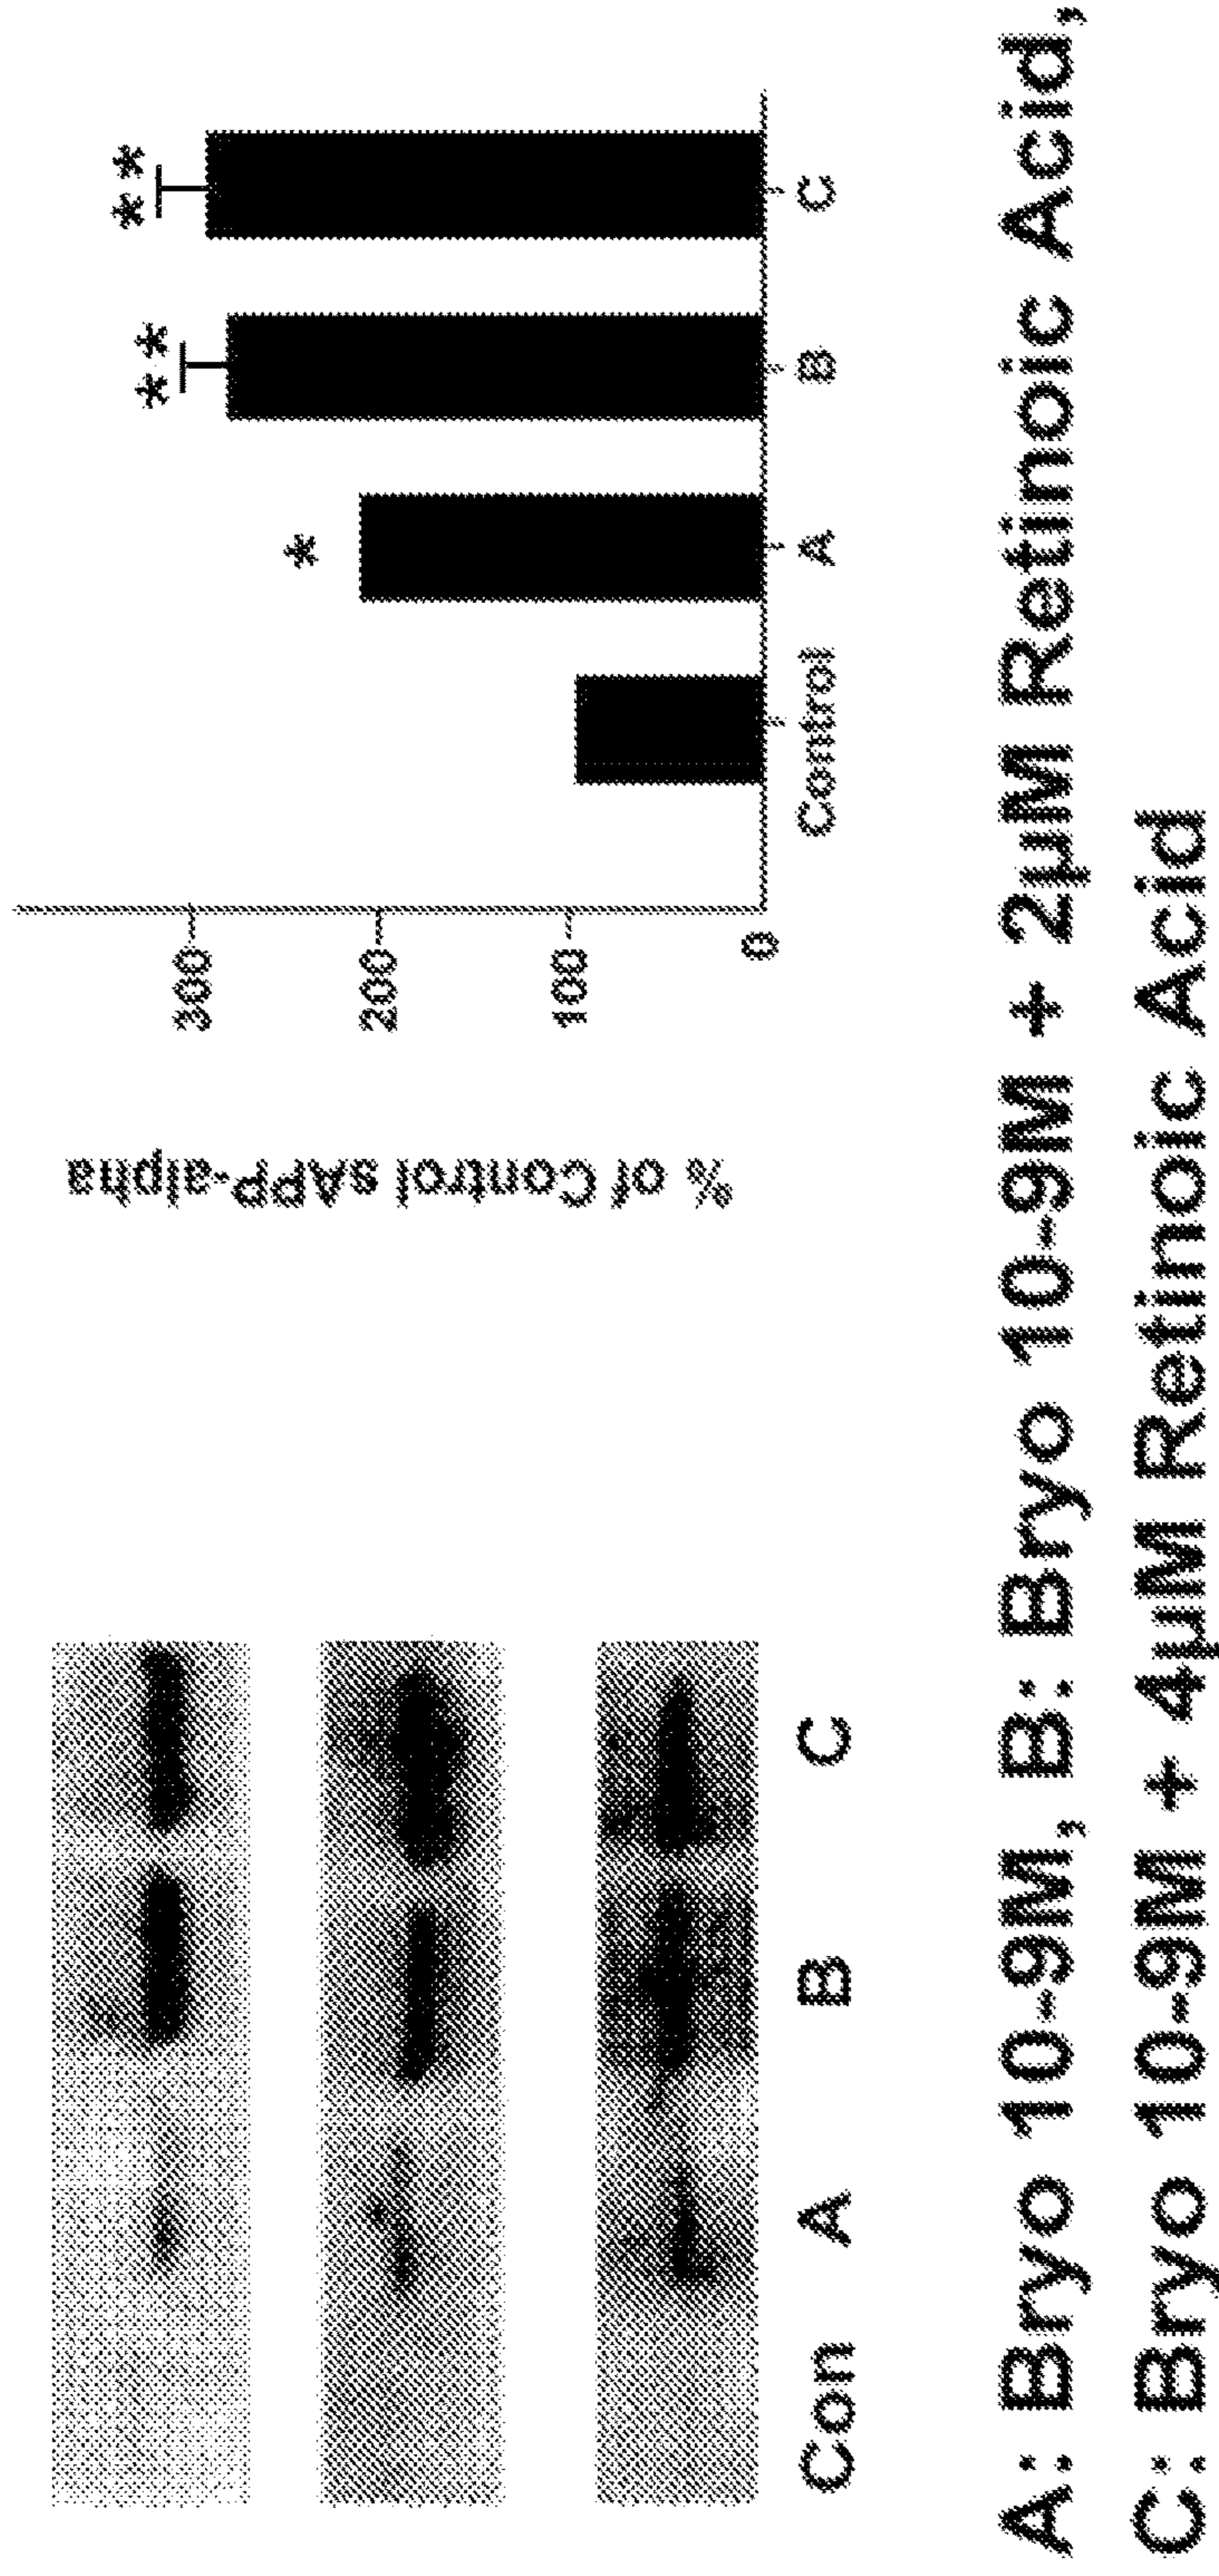 % of Control sAPP-alpha
300
200
100
0
Control A B C
* ** **
Con A B C
A: Bryo 10-9M, B: Bryo 10-9M + 2µM Retinoic Acid,
C: Bryo 10-9M + 4µM Retinoic Acid